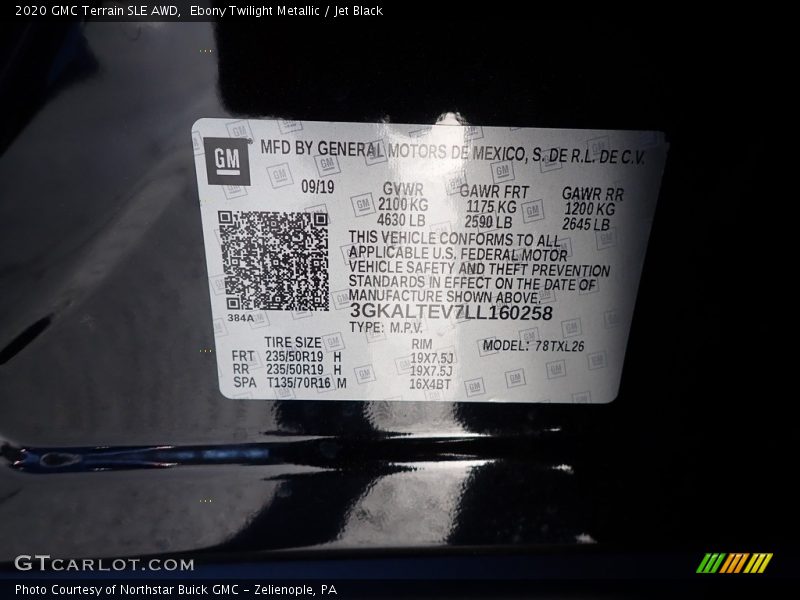 2020 GMC Terrain SLE AWD,  Ebony Twilight Metallic / Jet Black
GM
MFD BY GENERAL MOTORS DE MEXICO, S. DE R.L. DE C.V.
09/19
GVWR GAWR FRT GAWR RR
2100 KG 1175 KG 1200 KG
4630 LB 2590 LB 2645 LB
THIS VEHICLE CONFORMS TO ALL
APPLICABLE U.S. FEDERAL MOTOR
VEHICLE SAFETY AND THEFT PREVENTION
STANDARDS IN EFFECT ON THE DATE OF
MANUFACTURE SHOWN ABOVE.
384A
3GKALTEV7LL160258
TYPE: M.P.V.
TIRE SIZE RIM MODEL: 78TXL26
FRT 235/50R19 H 19X7.5J
RR 235/50R19 H 19X7.5J
SPA T135/70R16 M 16X4BT
GTCARLOT.COM
Photo Courtesy of Northstar Buick GMC - Zelienople, PA